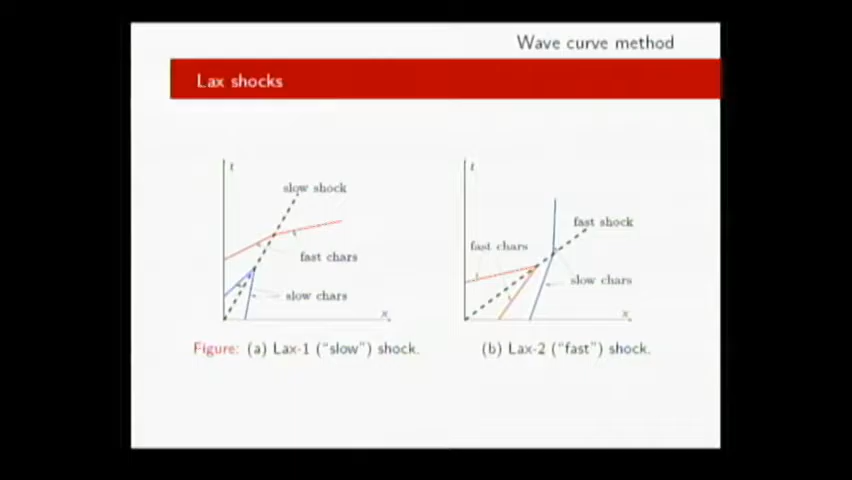 Wave curve method
Lax shocks
t
slow shock
fast chars
slow chars
x
t
fast shock
fast chars
slow chars
x
Figure: (a) Lax-1 (“slow”) shock.
(b) Lax-2 (“fast”) shock.